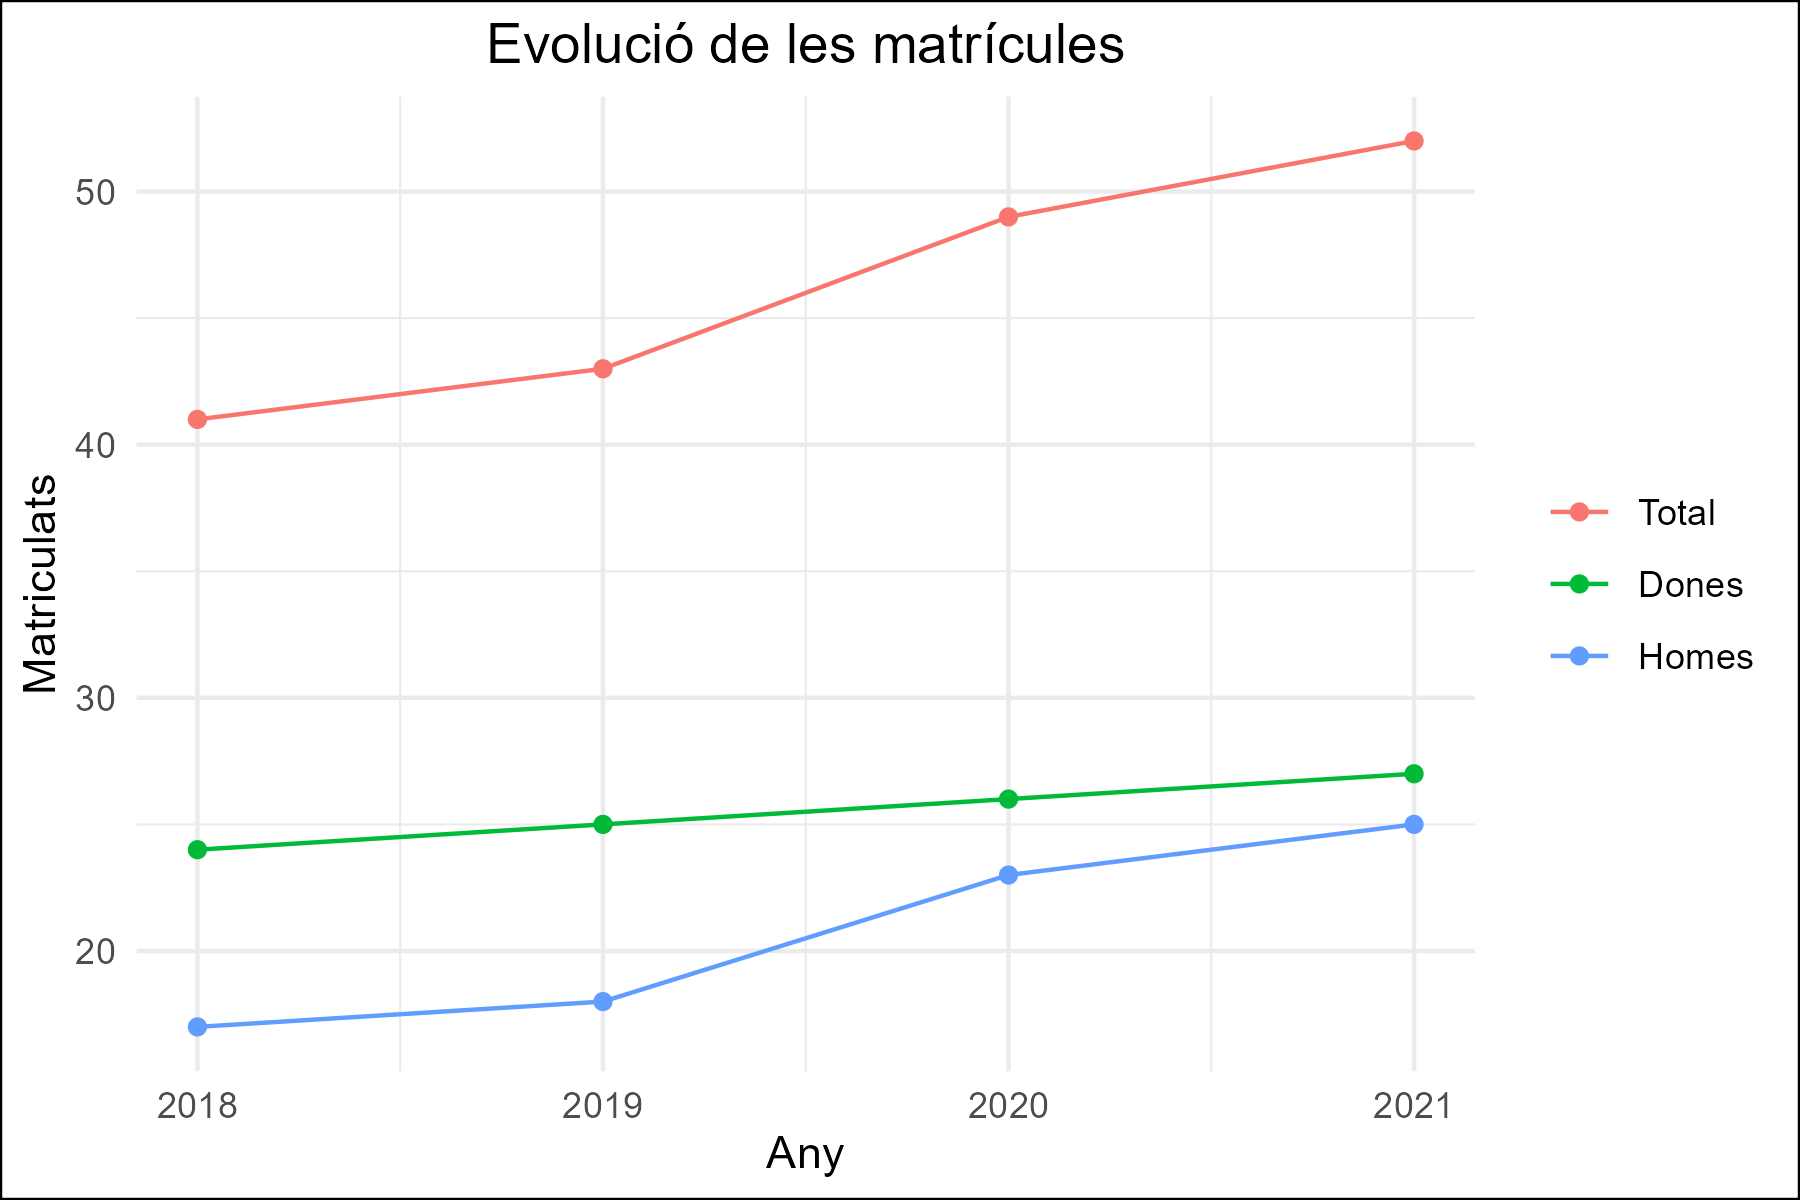 Evolució de les matrícules
50
40
30
20
Matriculats
2018 2019 2020 2021
Any
Total
Dones
Homes